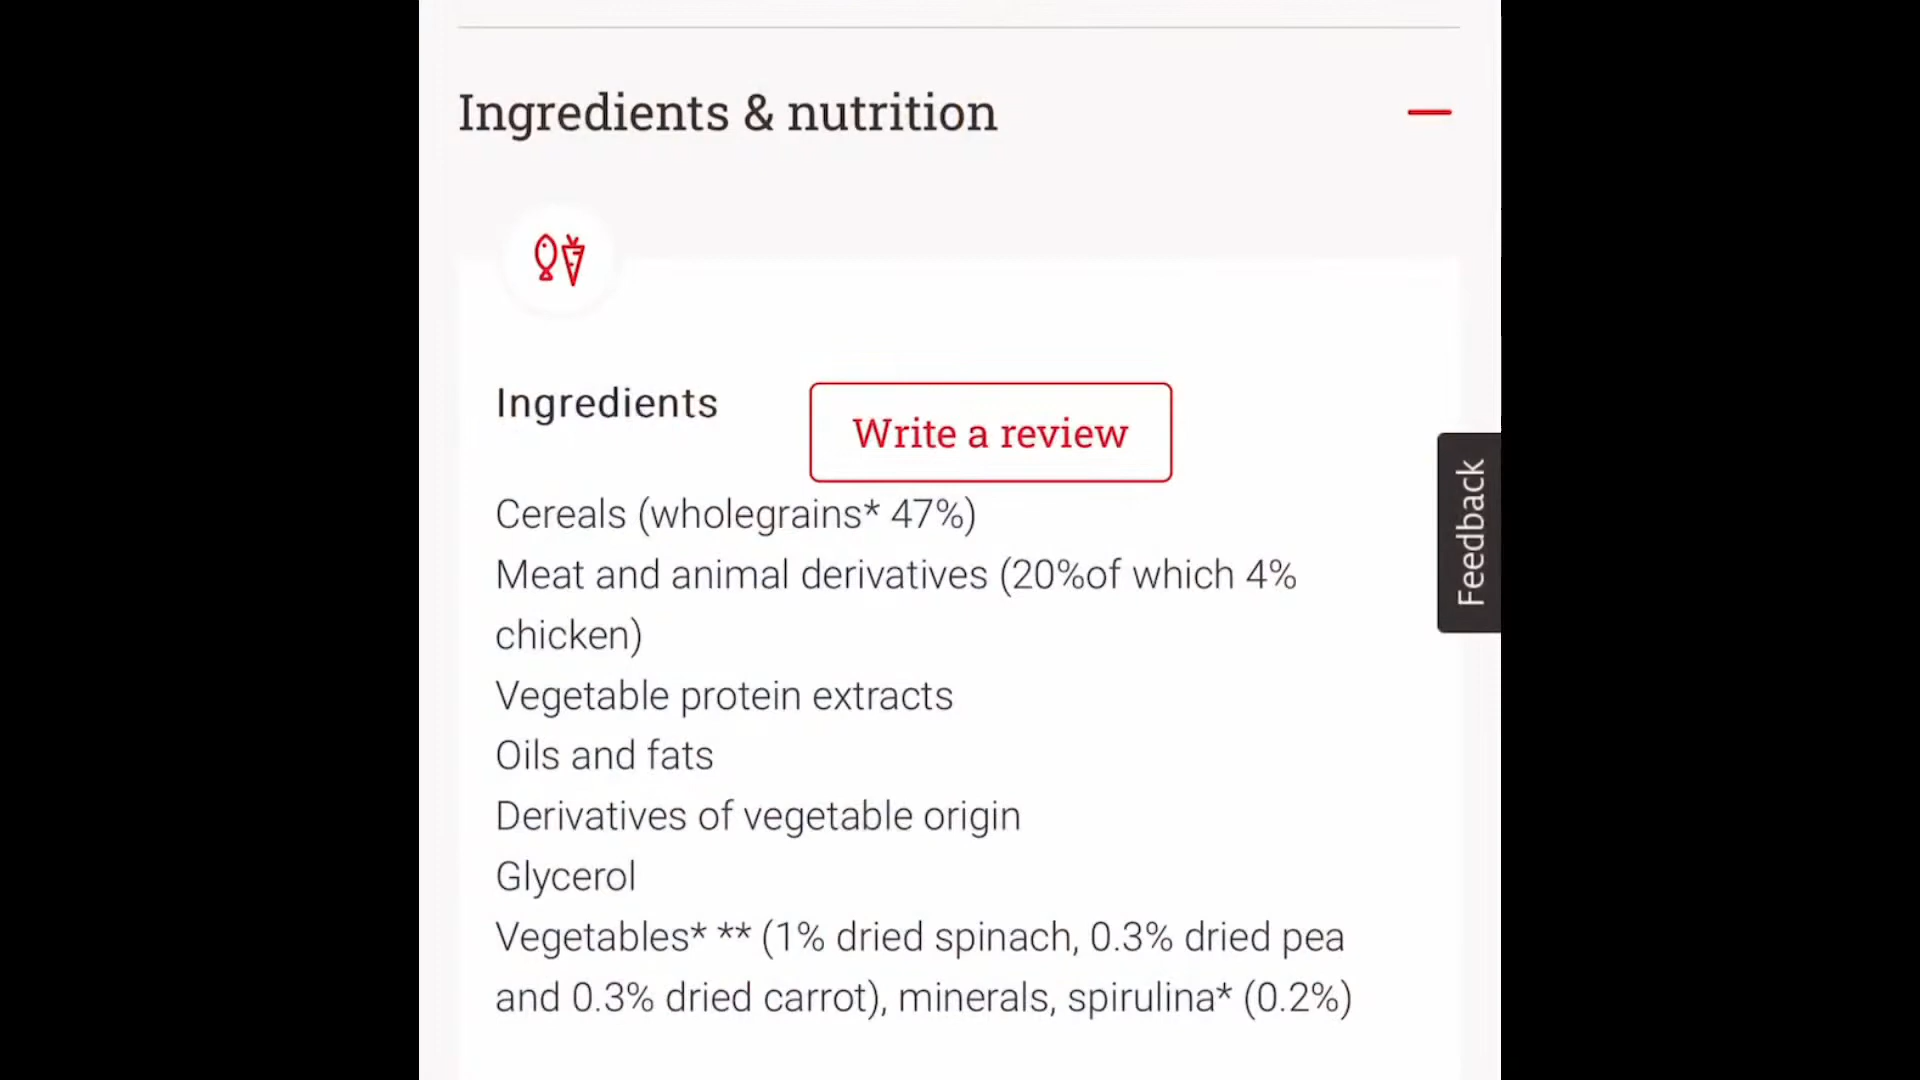 Ingredients & nutrition
Ingredients
Write a review
Cereals (wholegrains* 47%)
Meat and animal derivatives (20%of which 4%
chicken)
Vegetable protein extracts
Oils and fats
Derivatives of vegetable origin
Glycerol
Vegetables* ** (1% dried spinach, 0.3% dried pea
and 0.3% dried carrot), minerals, spirulina* (0.2%)
Feedback